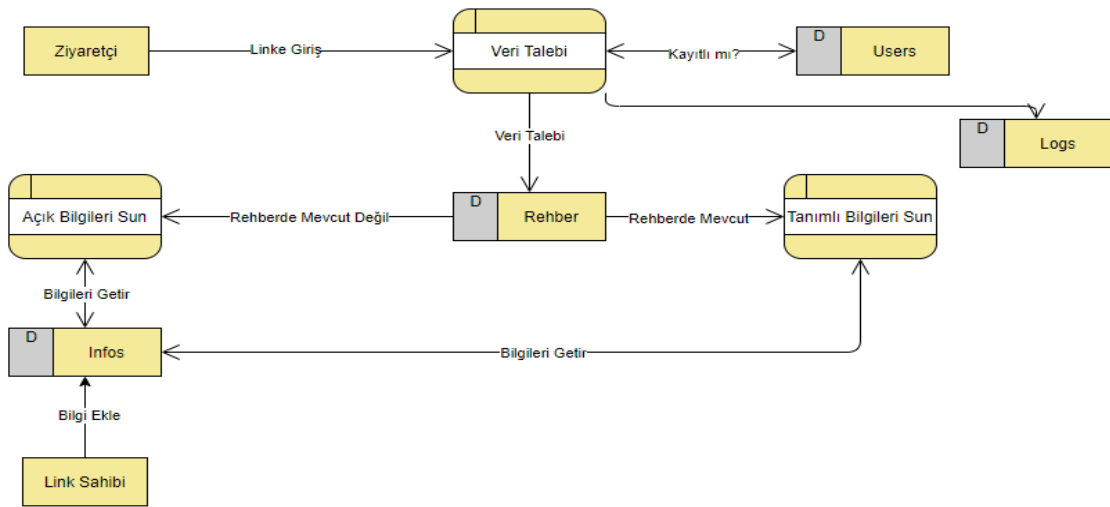 Ziyaretçi
Linke Giriş
Veri Talebi
Kayıtlı mı?
D
Users
D
Logs
Veri Talebi
Açık Bilgileri Sun
Rehberde Mevcut Değil
D
Rehber
Rehberde Mevcut
Tanımlı Bilgileri Sun
Bilgileri Getir
D
Infos
Bilgileri Getir
Bilgi Ekle
Link Sahibi